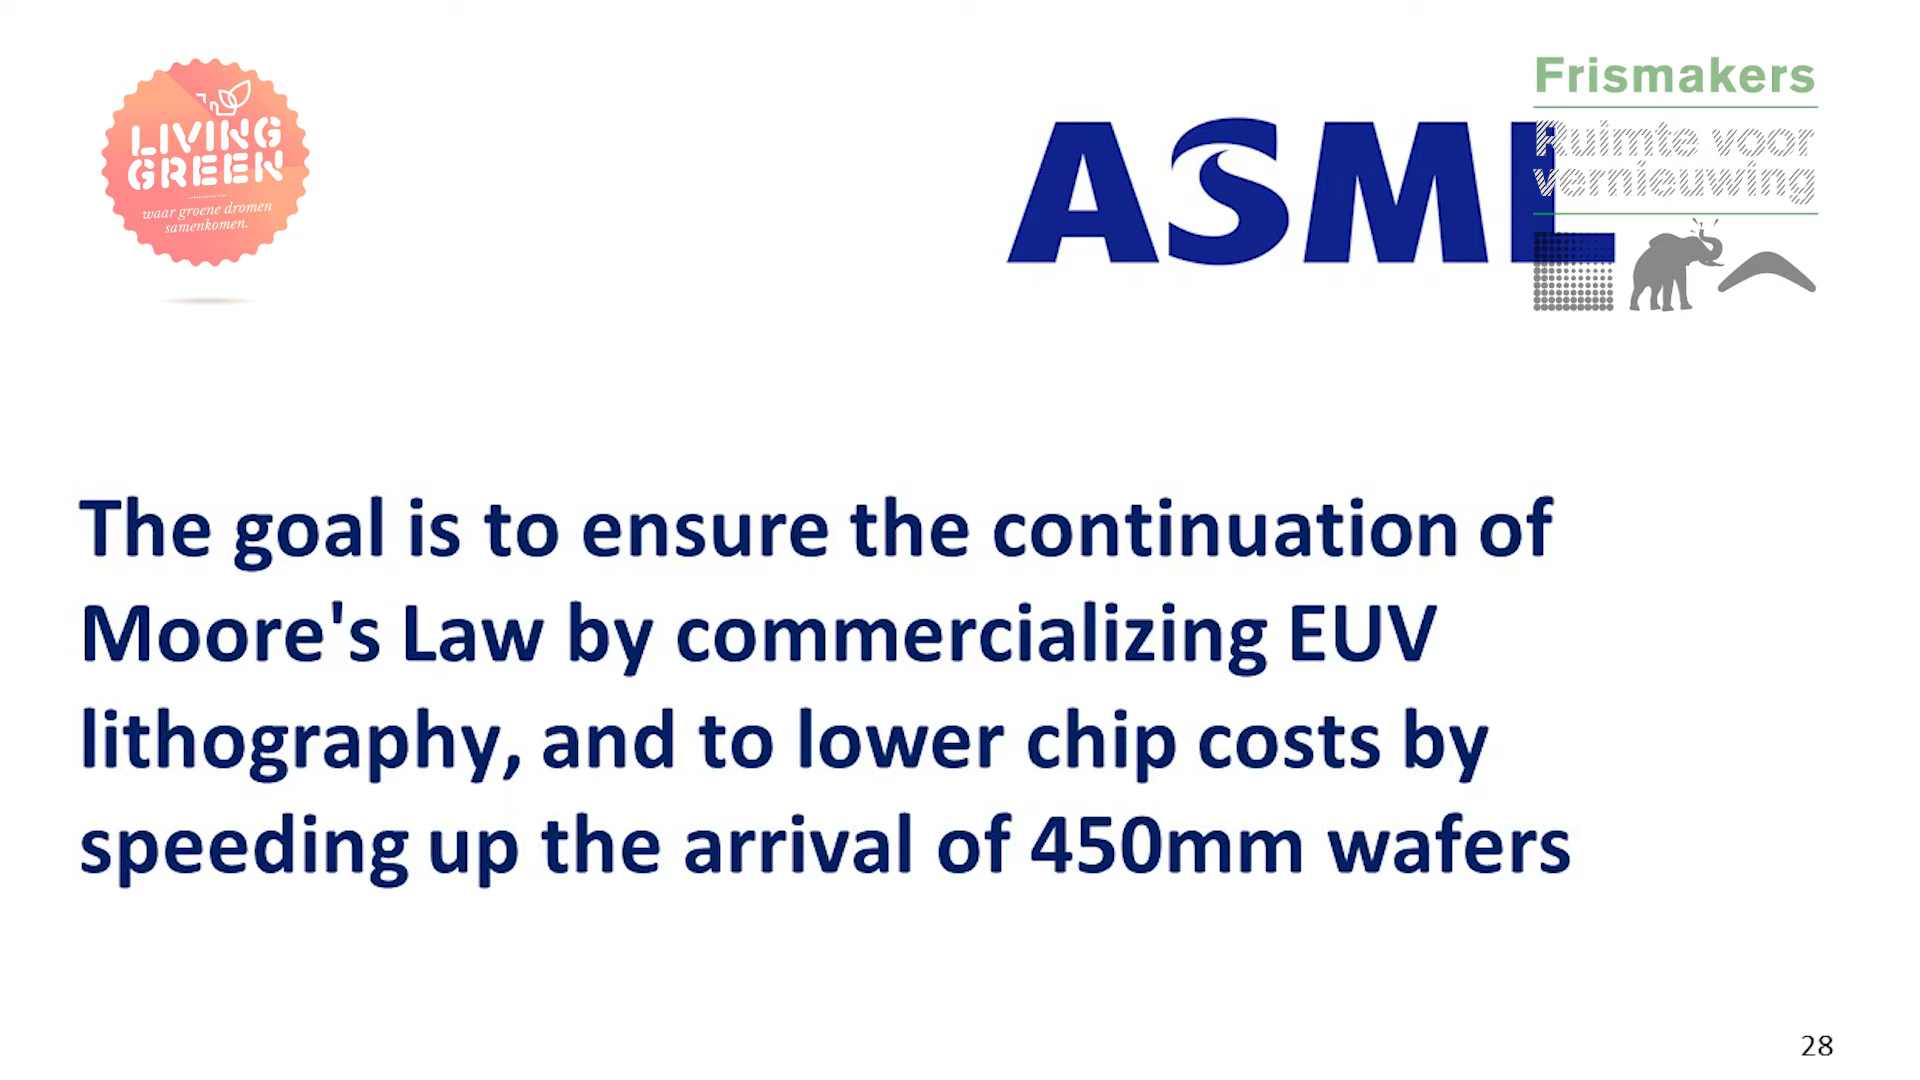 LIVING
GREEN
waar groene dromen
samenkomen.
ASML
Frismakers
Ruimte voor
vernieuwing
The goal is to ensure the continuation of
Moore's Law by commercializing EUV
lithography, and to lower chip costs by
speeding up the arrival of 450mm wafers
28